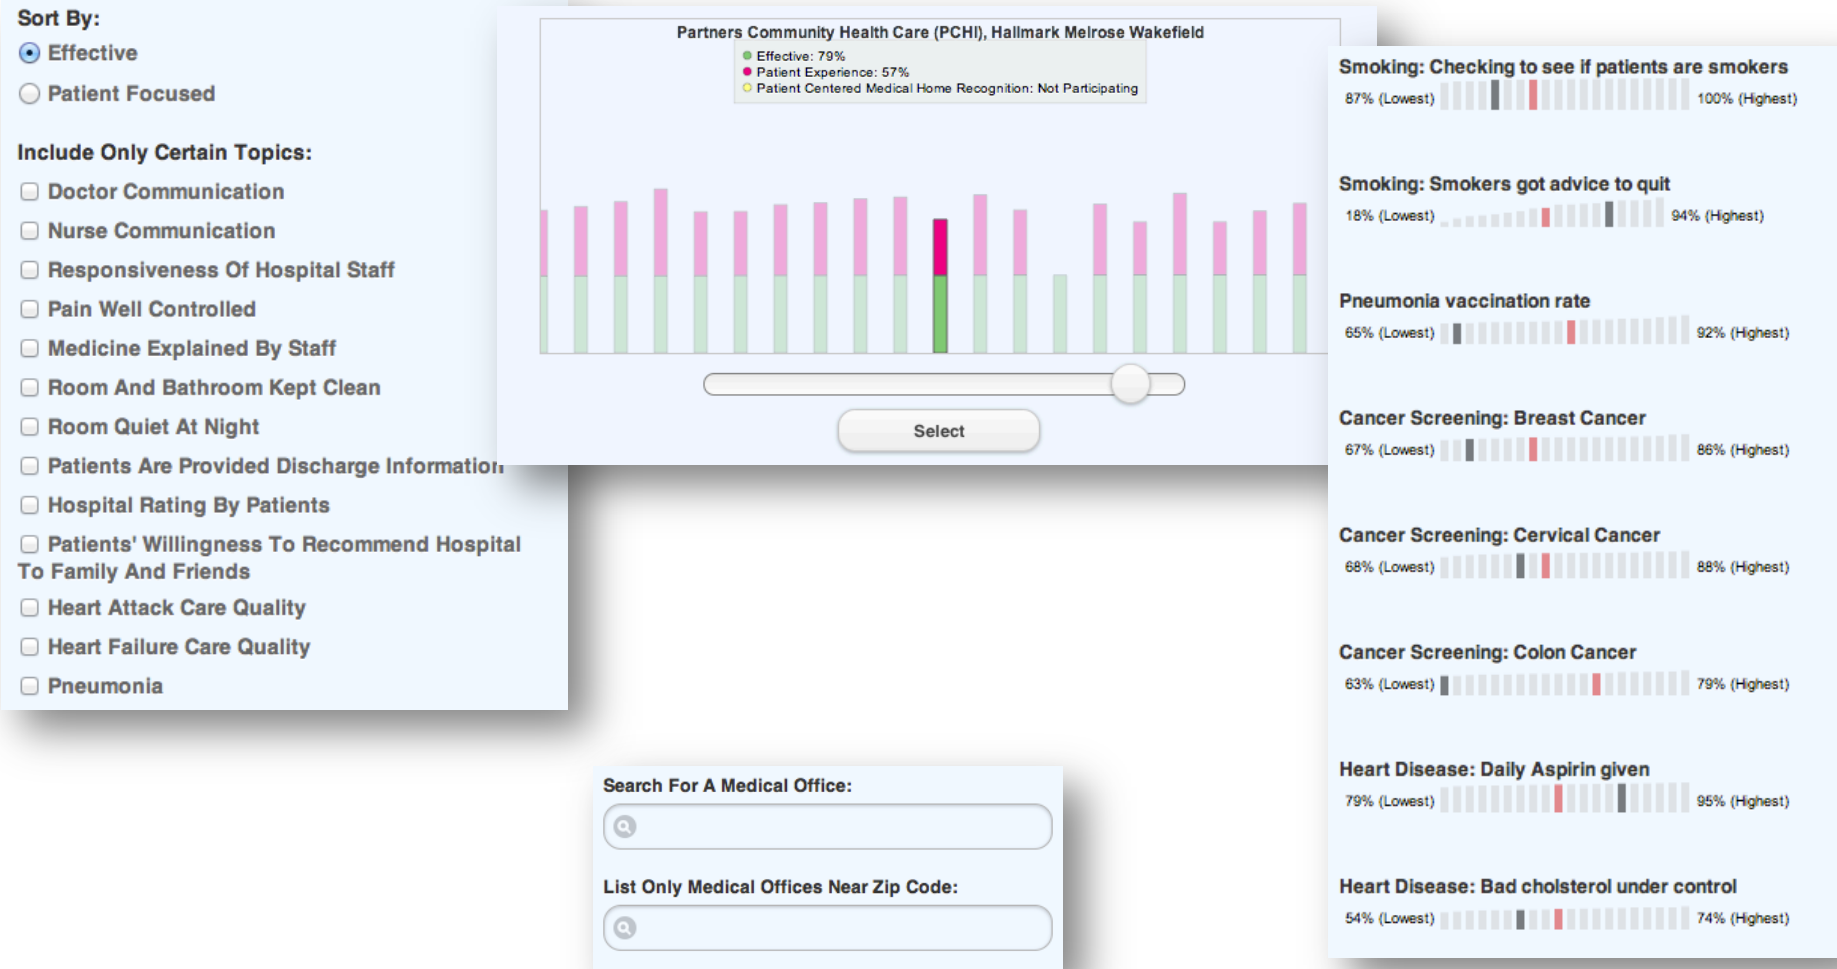 Sort By:
Effective
Patient Focused
Include Only Certain Topics:
Doctor Communication
Nurse Communication
Responsiveness Of Hospital Staff
Pain Well Controlled
Medicine Explained By Staff
Room And Bathroom Kept Clean
Room Quiet At Night
Patients Are Provided Discharge Information
Hospital Rating By Patients
Patients' Willingness To Recommend Hospital
To Family And Friends
Heart Attack Care Quality
Heart Failure Care Quality
Pneumonia
Partners Community Health Care (PCHI), Hallmark Melrose Wakefield
Effective: 79%
Patient Experience: 57%
Patient Centered Medical Home Recognition: Not Participating
Select
Search For A Medical Office:
List Only Medical Offices Near Zip Code:
Smoking: Checking to see if patients are smokers
87% (Lowest) 100% (Highest)
Smoking: Smokers got advice to quit
18% (Lowest) 94% (Highest)
Pneumonia vaccination rate
65% (Lowest) 92% (Highest)
Cancer Screening: Breast Cancer
67% (Lowest) 86% (Highest)
Cancer Screening: Cervical Cancer
68% (Lowest) 88% (Highest)
Cancer Screening: Colon Cancer
63% (Lowest) 79% (Highest)
Heart Disease: Daily Aspirin given
79% (Lowest) 95% (Highest)
Heart Disease: Bad cholsterol under control
54% (Lowest) 74% (Highest)